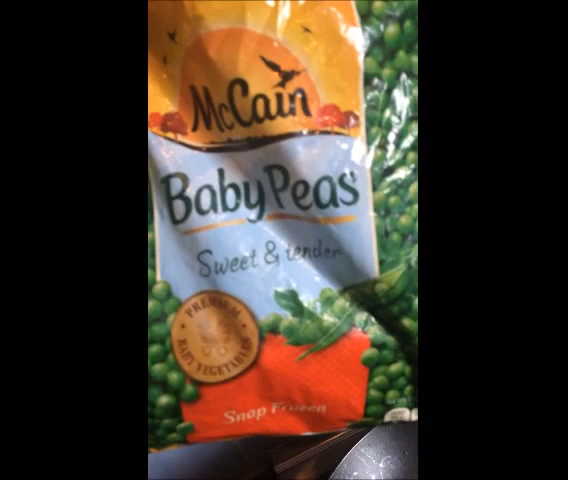 McCain
Baby Peas
Sweet & tender
PREMIUM
BABY VEGETABLES
Snap Frozen